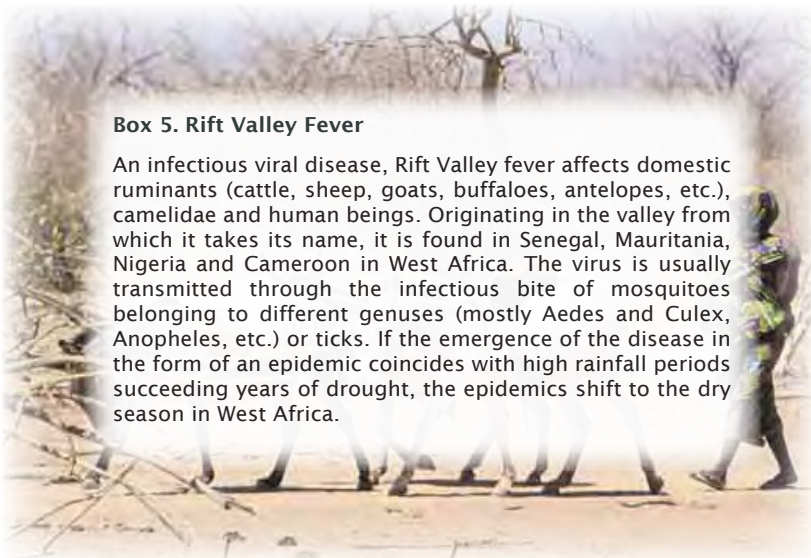 Box 5. Rift Valley Fever
An infectious viral disease, Rift Valley fever affects domestic
ruminants (cattle, sheep, goats, buffaloes, antelopes, etc.),
camelidae and human beings. Originating in the valley from
which it takes its name, it is found in Senegal, Mauritania,
Nigeria and Cameroon in West Africa. The virus is usually
transmitted through the infectious bite of mosquitoes
belonging to different genuses (mostly Aedes and Culex,
Anopheles, etc.) or ticks. If the emergence of the disease in
the form of an epidemic coincides with high rainfall periods
succeeding years of drought, the epidemics shift to the dry
season in West Africa.